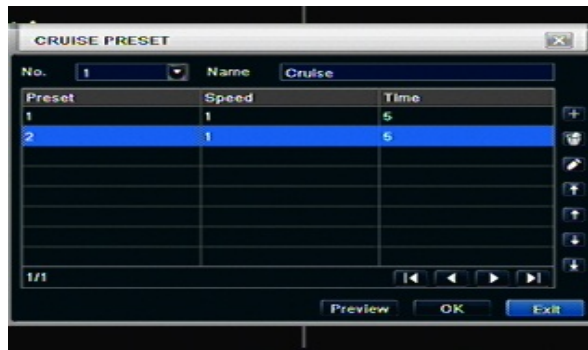 CRUISE PRESET
No. 1 Name Cruise
Preset Speed Time
1 1 5
2 1 5
1/1
Preview OK Exit